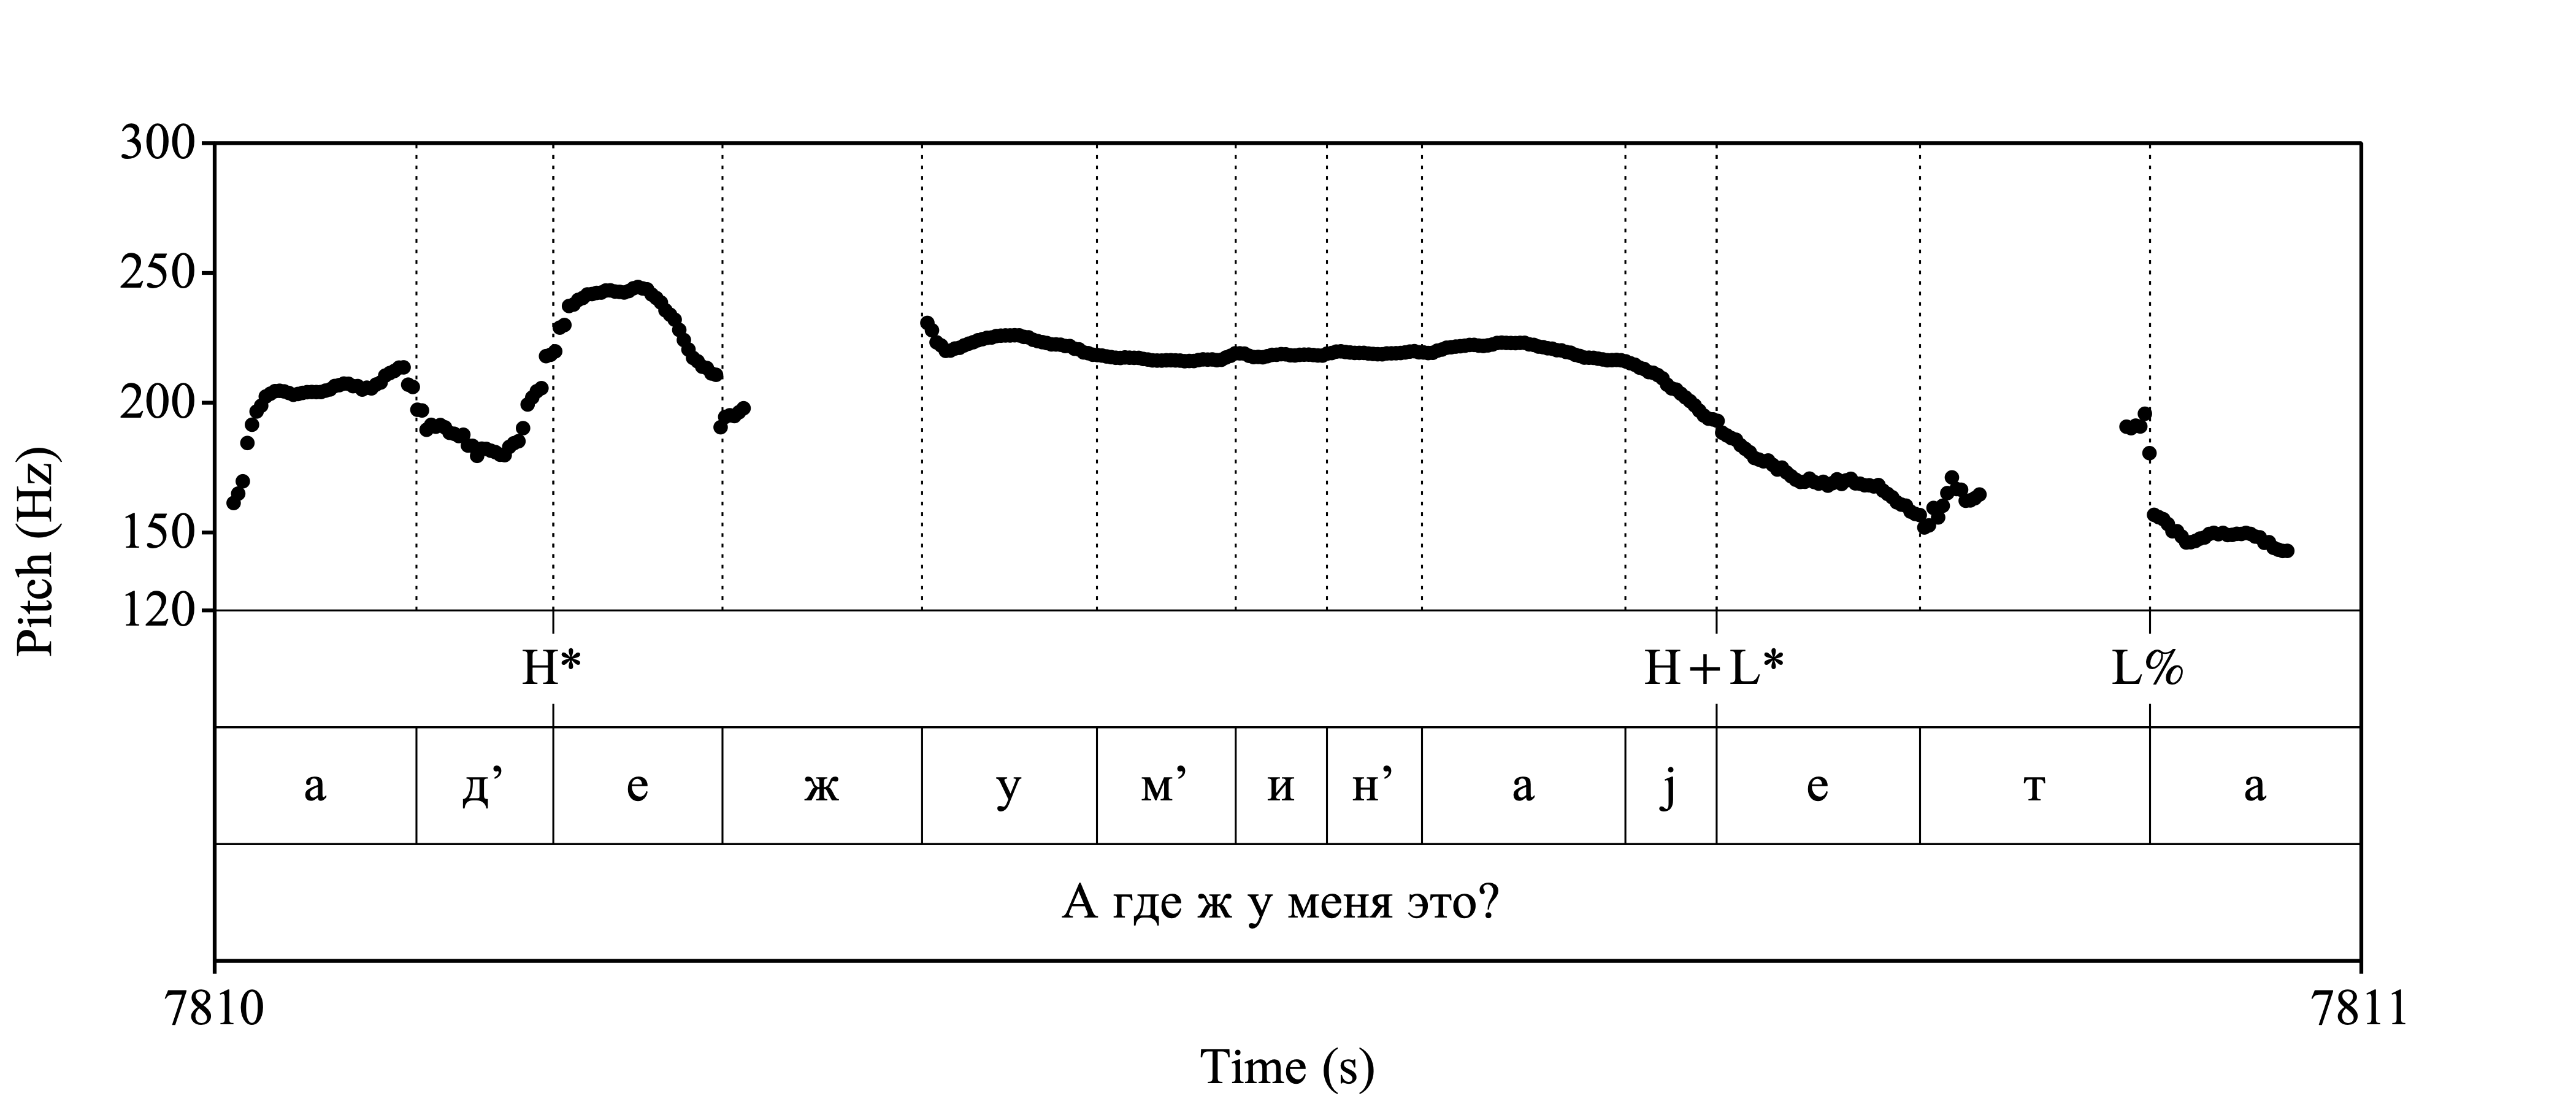 300
250
200
150
120
Pitch (Hz)
H* H+L* L%
а д’ е ж у м’ и н’ а j е т а
А где ж у меня это?
7810 7811
Time (s)